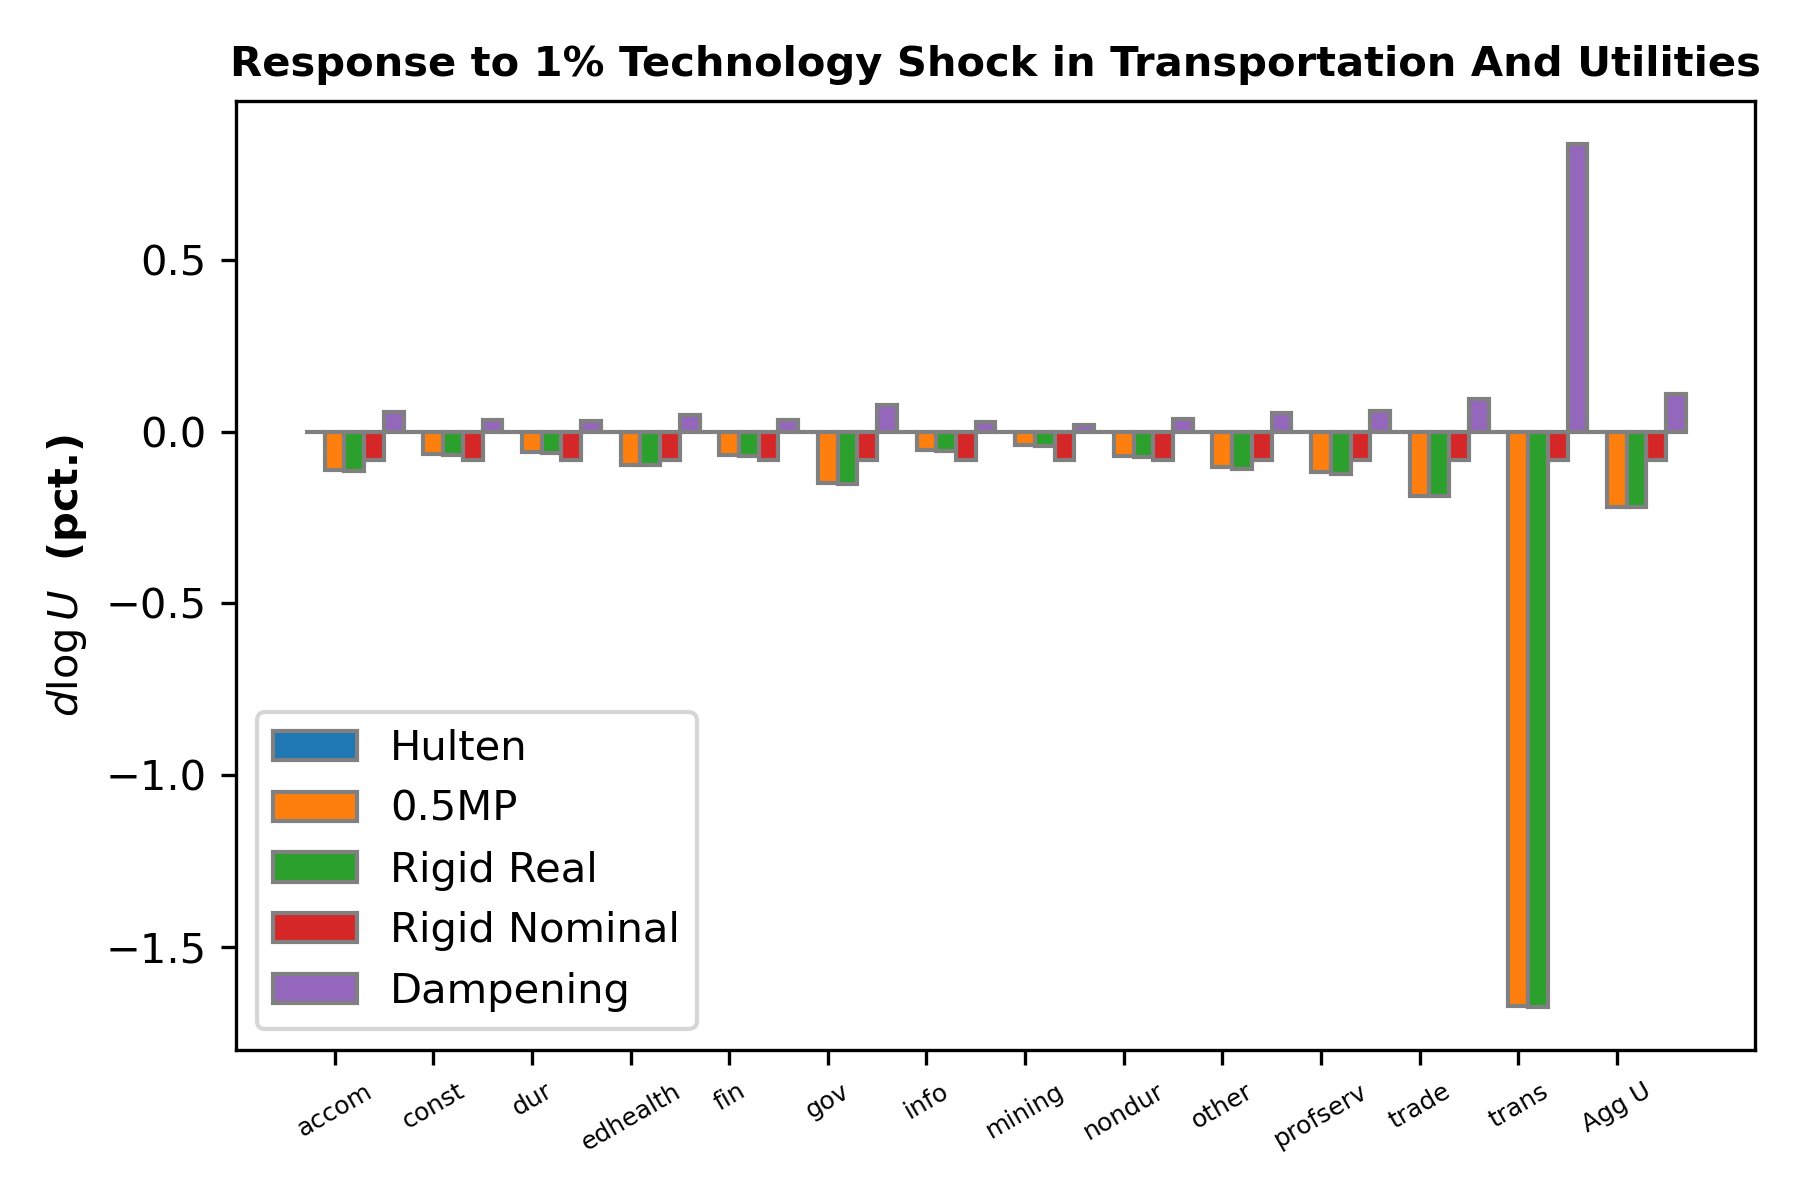 Response to 1% Technology Shock in Transportation And Utilities
dlog U (pct.)
0.5
0.0
−0.5
−1.0
−1.5
Hulten
0.5MP
Rigid Real
Rigid Nominal
Dampening
accom
const
dur
edhealth
fin
gov
info
mining
nondur
other
profserv
trade
trans
Agg U